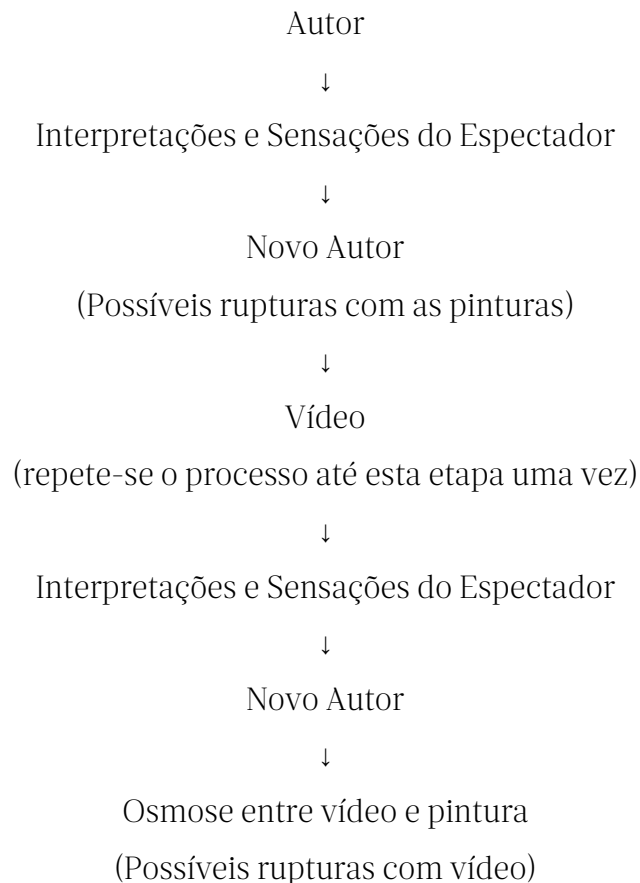 Autor
↓
Interpretações e Sensações do Espectador
↓
Novo Autor
(Possíveis rupturas com as pinturas)
↓
Vídeo
(repete-se o processo até esta etapa uma vez)
↓
Interpretações e Sensações do Espectador
↓
Novo Autor
↓
Osmose entre vídeo e pintura
(Possíveis rupturas com vídeo)